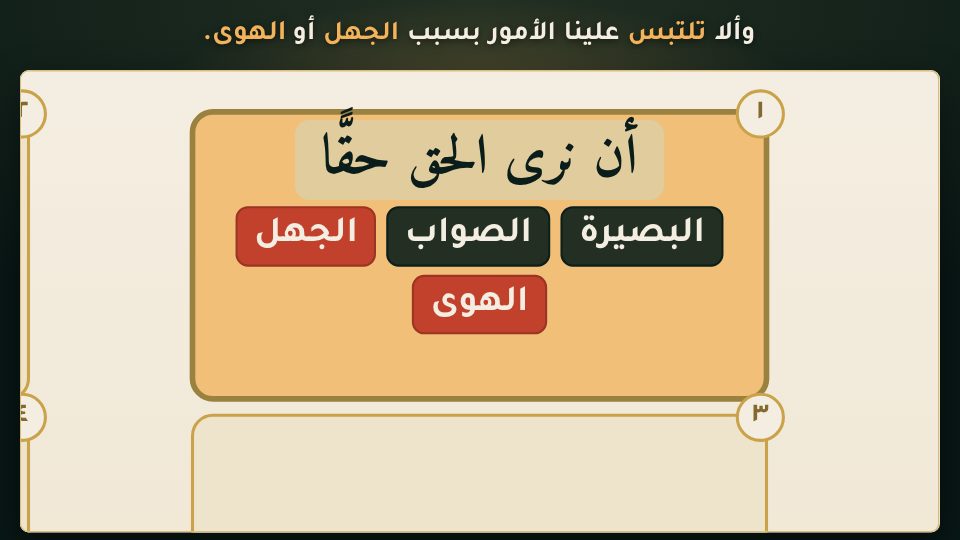 وألا تلتبس علينا الأمور بسبب الجهل أو الهوى.
١
أن نرى الحق حقًّا
البصيرة الصواب الجهل
الهوى
٣